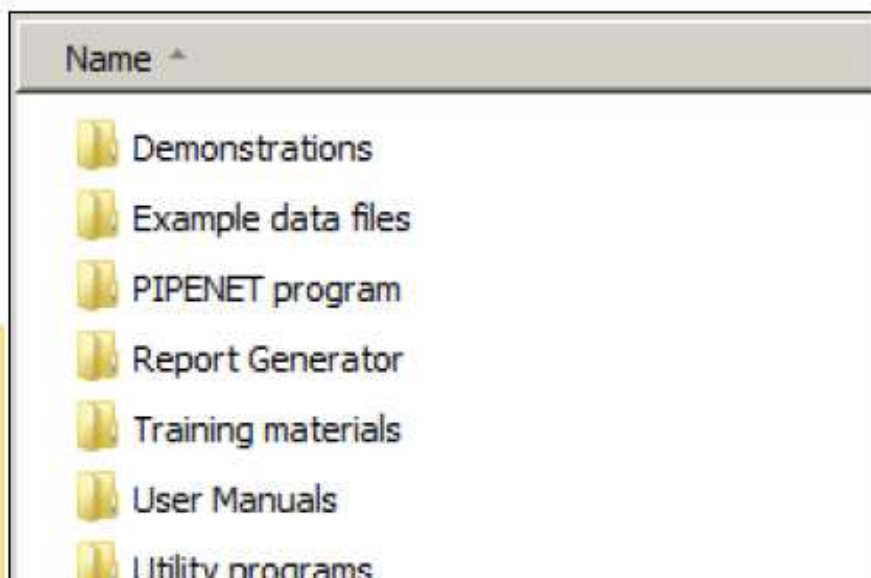 Name
Demonstrations
Example data files
PIPENET program
Report Generator
Training materials
User Manuals
Utility programs